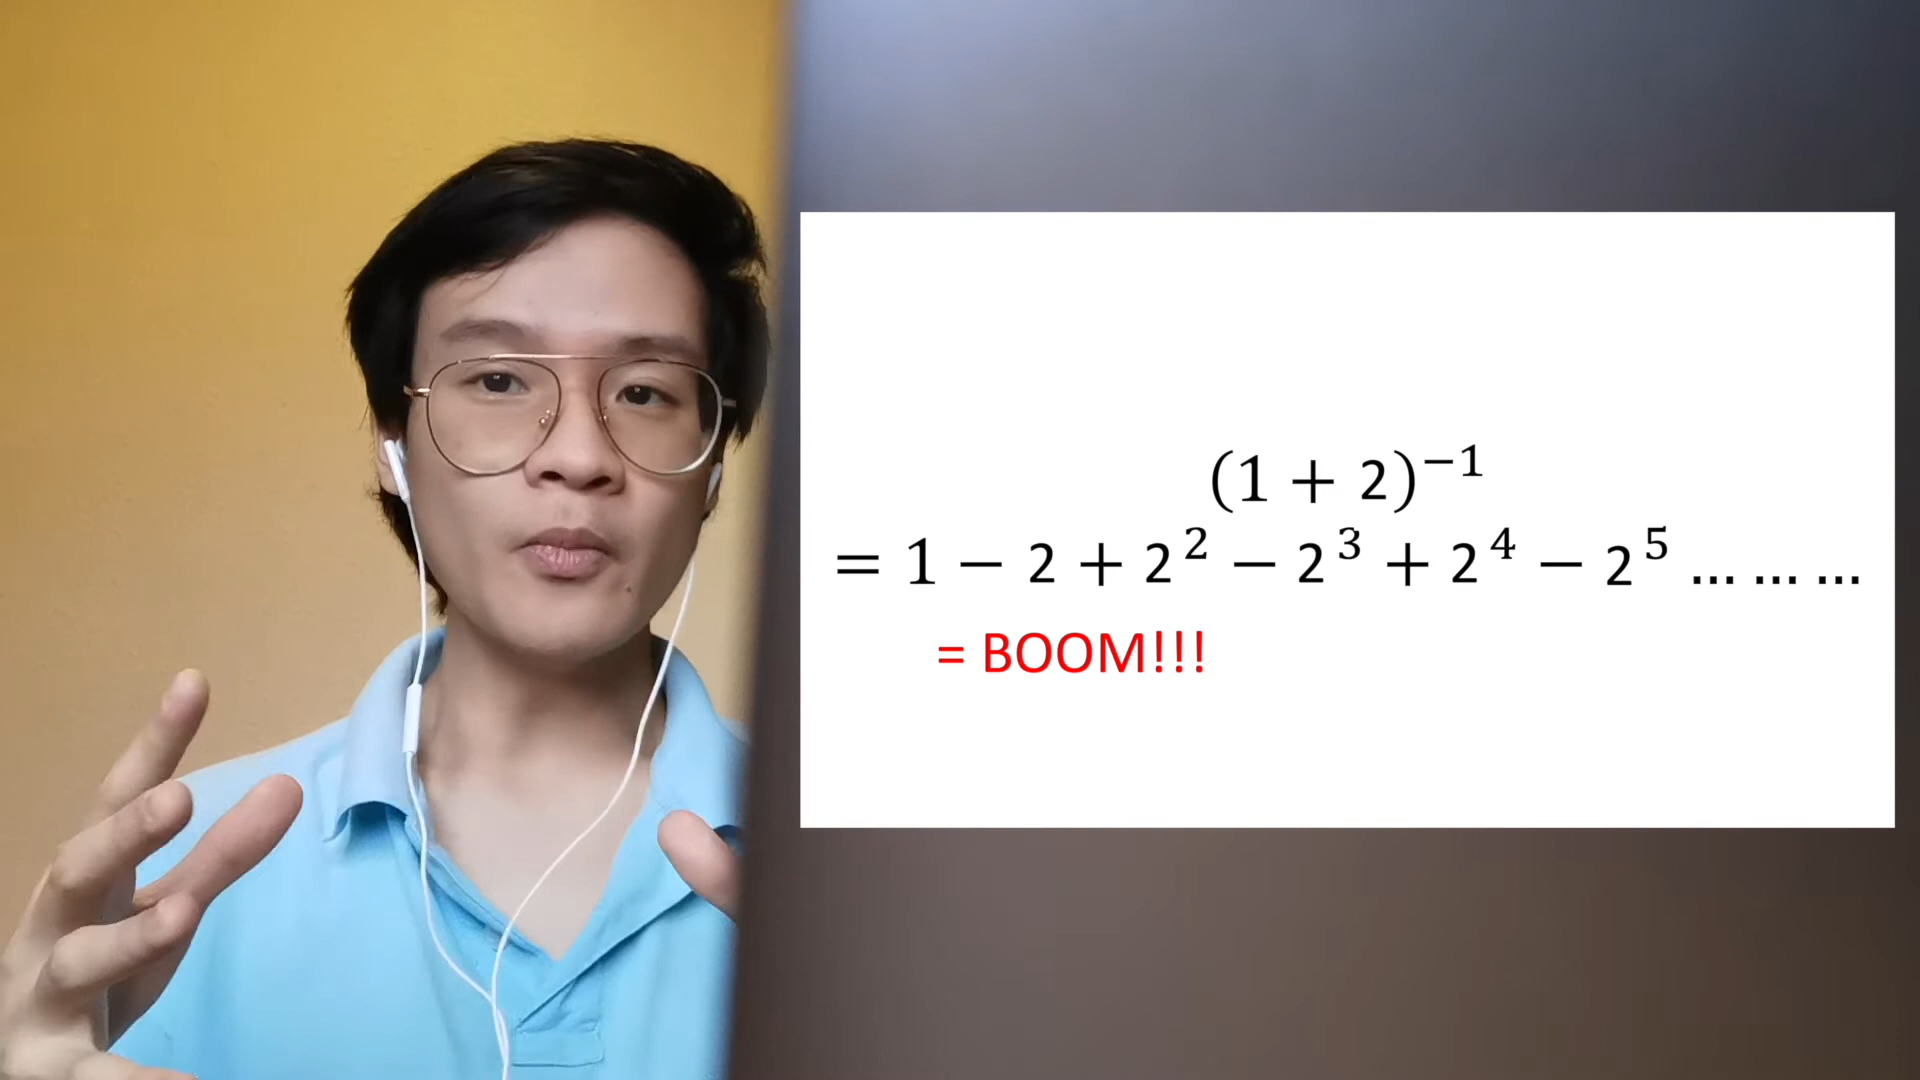 (1 + 2)⁻¹
= 1 − 2 + 2² − 2³ + 2⁴ − 2⁵ ... ... ...
= BOOM!!!